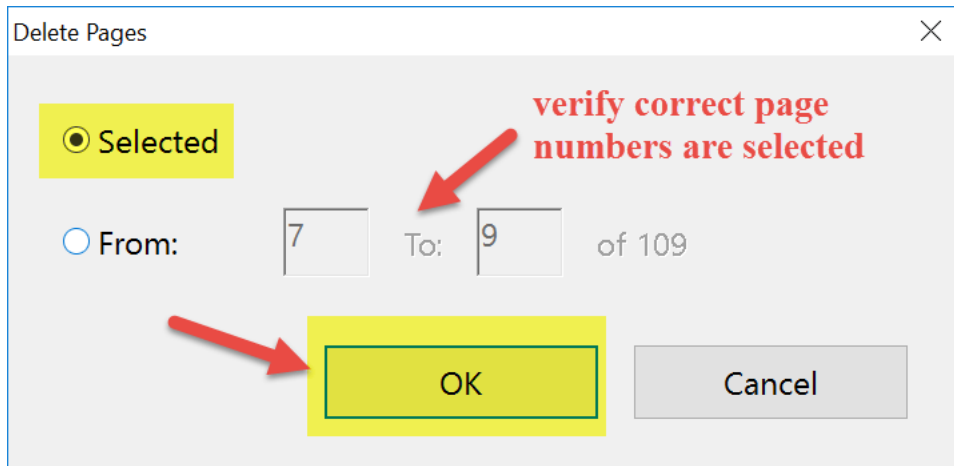 Delete Pages
verify correct page
numbers are selected
Selected
From: 7 To: 9 of 109
OK Cancel